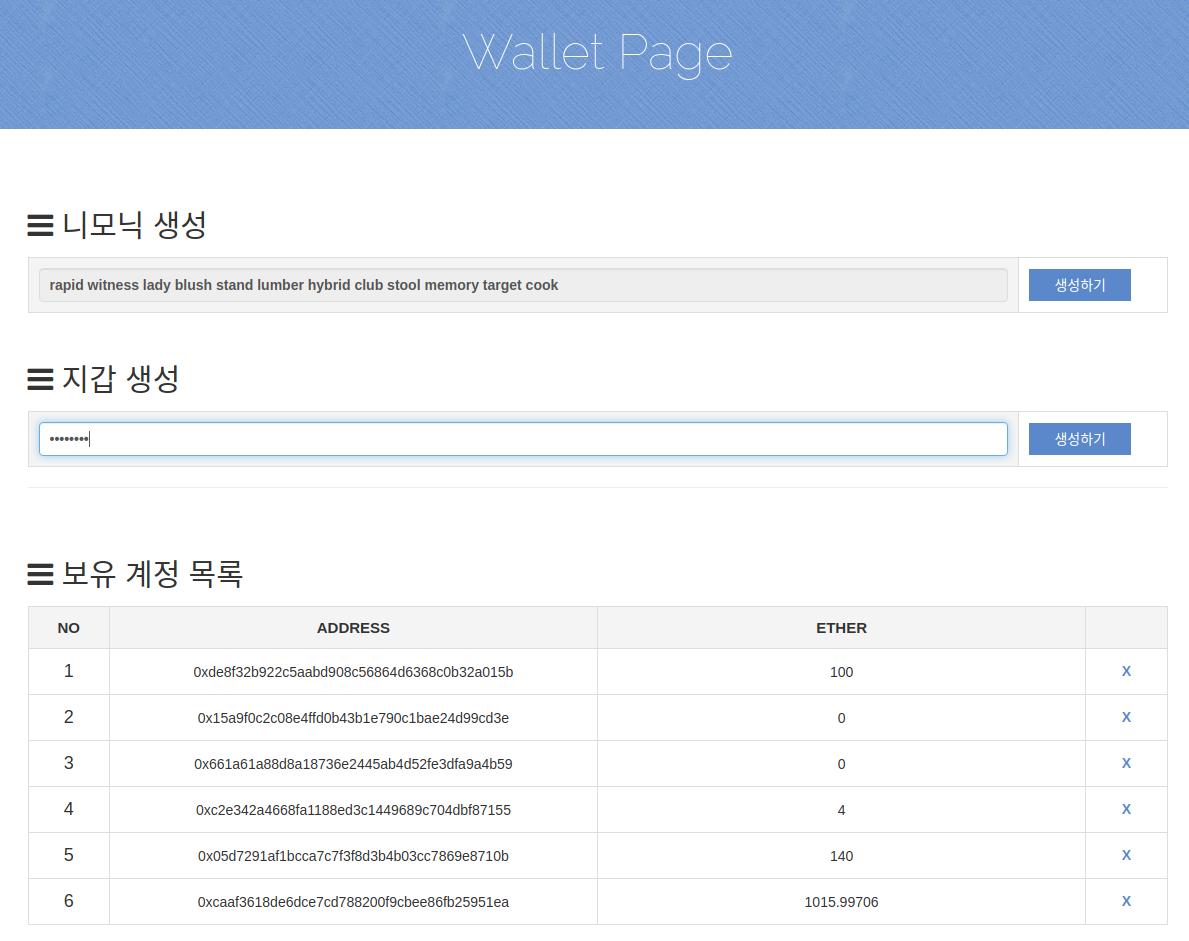 Wallet Page
니모닉 생성
rapid witness lady blush stand lumber hybrid club stool memory target cook 생성하기
지갑 생성
•••••••• 생성하기
보유 계정 목록
NO ADDRESS ETHER
1 0xde8f32b922c5aabd908c56864d6368c0b32a015b 100 X
2 0x15a9f0c2c08e4ffd0b43b1e790c1bae24d99cd3e 0 X
3 0x661a61a88d8a18736e2445ab4d52fe3dfa9a4b59 0 X
4 0xc2e342a4668fa1188ed3c1449689c704dbf87155 4 X
5 0x05d7291af1bcca7c7f3f8d3b4b03cc7869e8710b 140 X
6 0xcaaf3618de6dce7cd788200f9cbee86fb25951ea 1015.99706 X